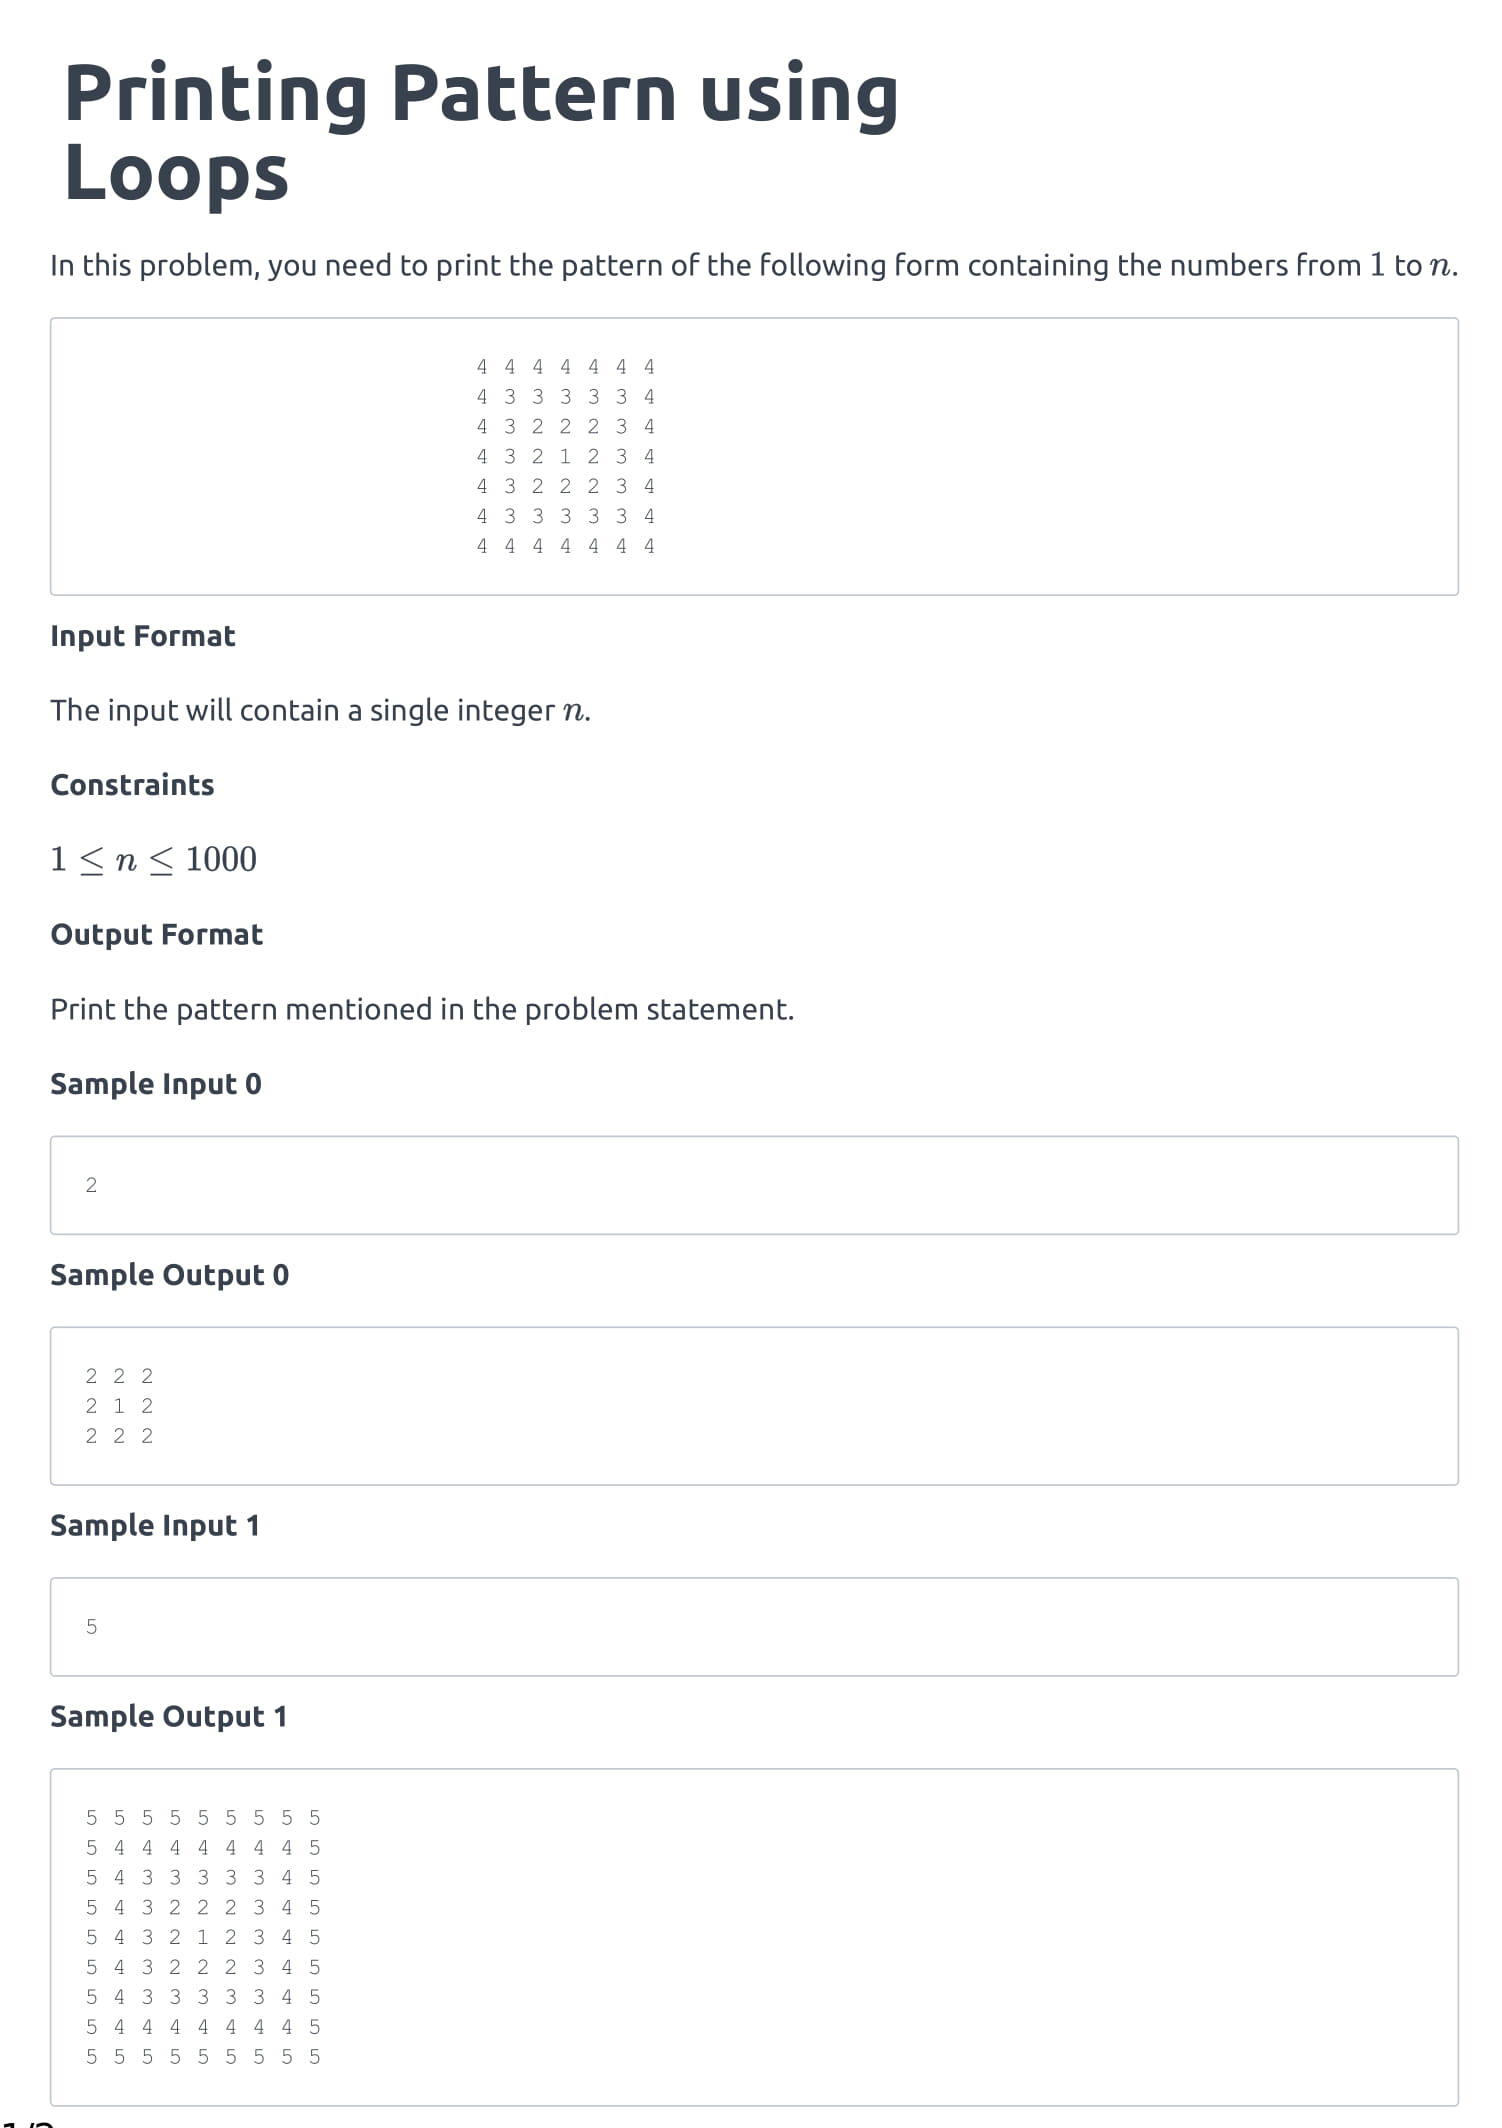 Printing Pattern using
Loops
In this problem, you need to print the pattern of the following form containing the numbers from 1 to n.
4 4 4 4 4 4 4
4 3 3 3 3 3 4
4 3 2 2 2 3 4
4 3 2 1 2 3 4
4 3 2 2 2 3 4
4 3 3 3 3 3 4
4 4 4 4 4 4 4
Input Format
The input will contain a single integer n.
Constraints
1 ≤ n ≤ 1000
Output Format
Print the pattern mentioned in the problem statement.
Sample Input 0
2
Sample Output 0
2 2 2
2 1 2
2 2 2
Sample Input 1
5
Sample Output 1
5 5 5 5 5 5 5 5 5
5 4 4 4 4 4 4 4 5
5 4 3 3 3 3 3 4 5
5 4 3 2 2 2 3 4 5
5 4 3 2 1 2 3 4 5
5 4 3 2 2 2 3 4 5
5 4 3 3 3 3 3 4 5
5 4 4 4 4 4 4 4 5
5 5 5 5 5 5 5 5 5